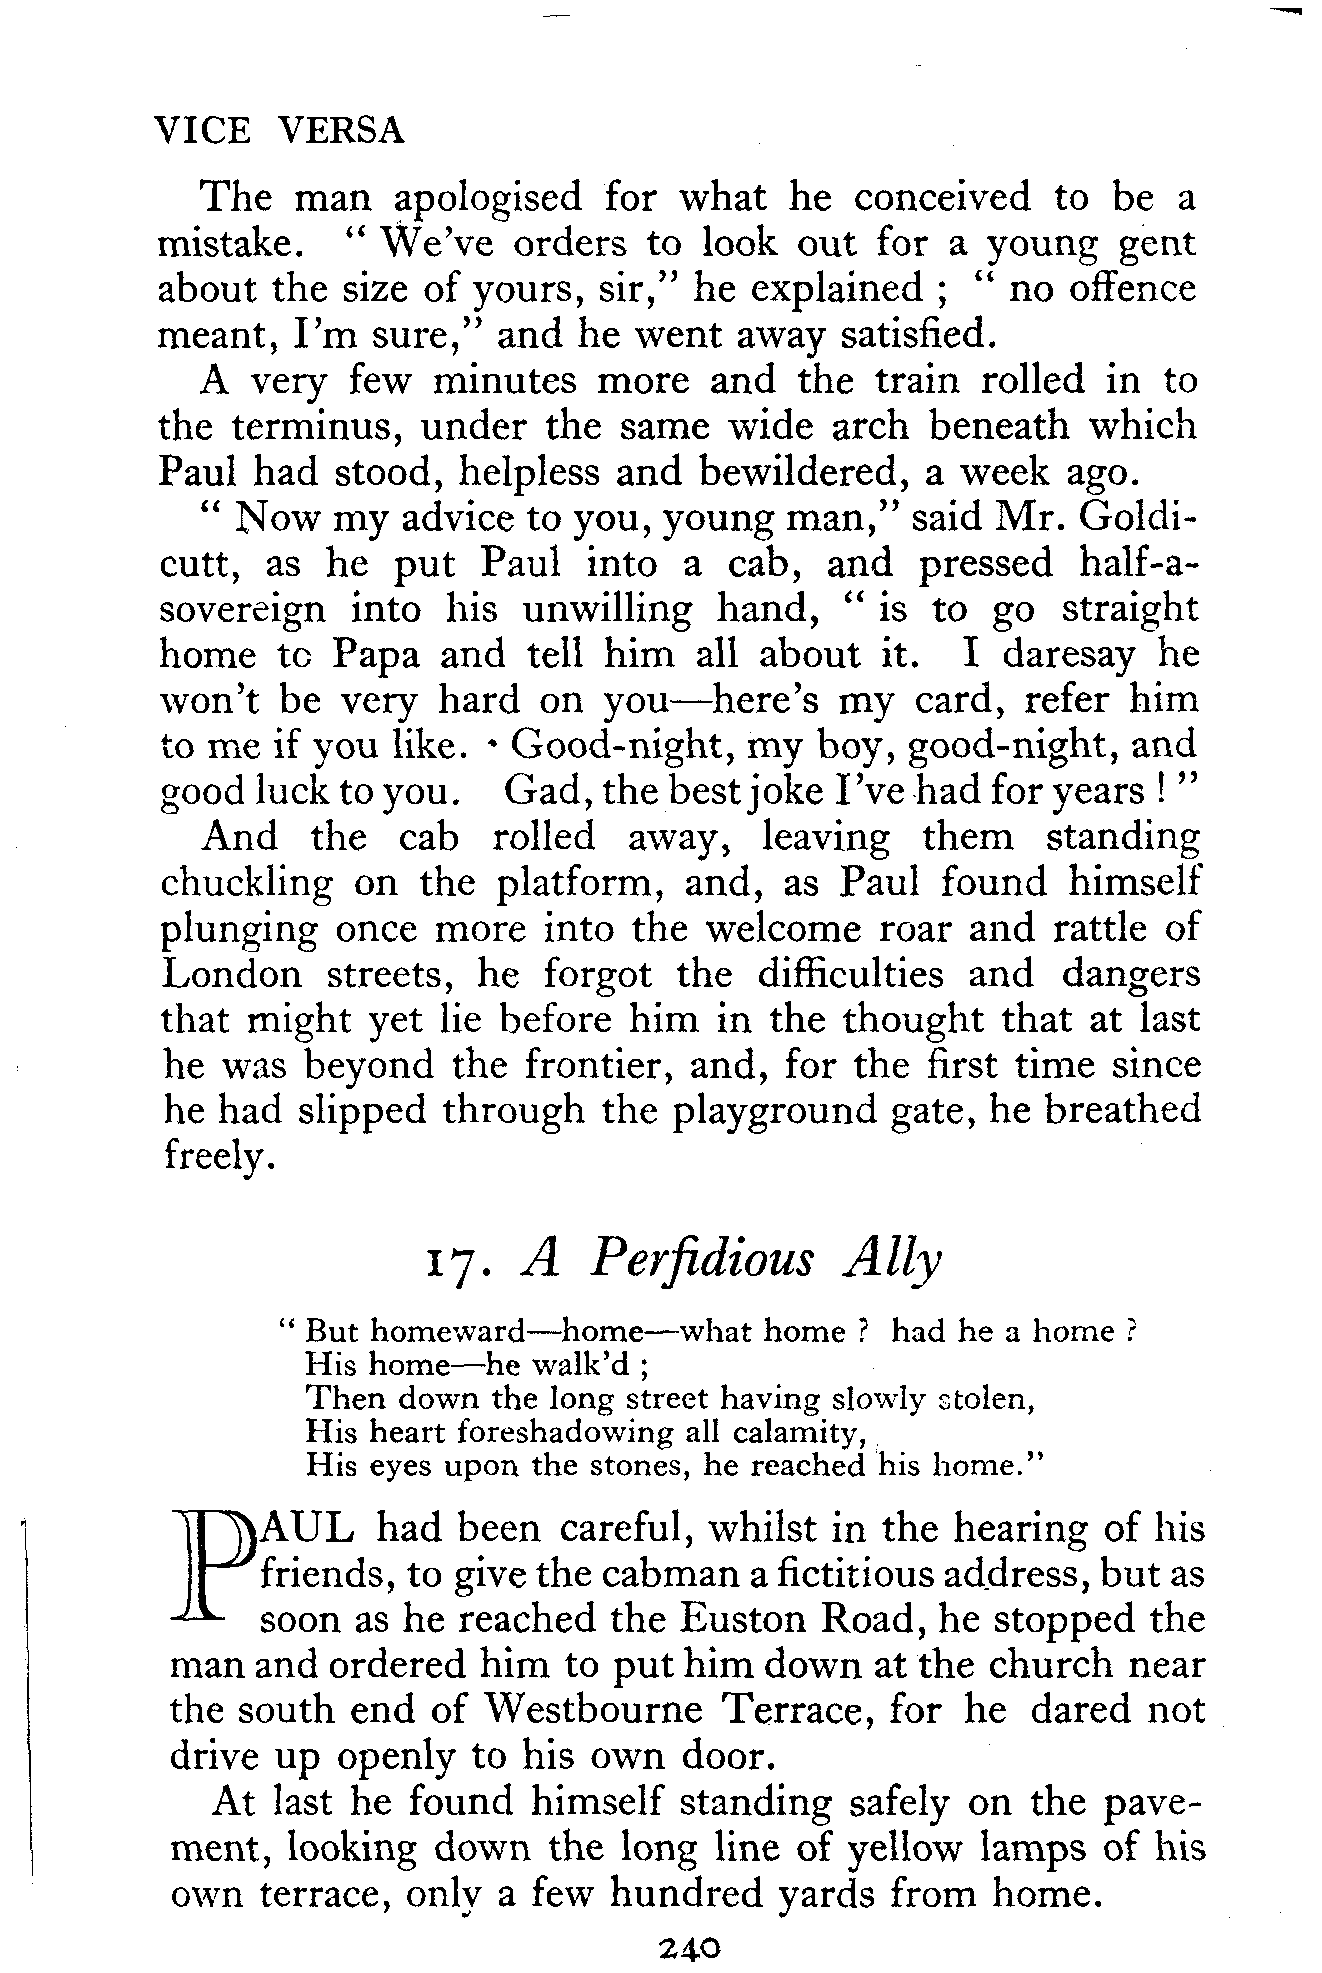 VICE VERSA
The man apologised for what he conceived to be a
mistake. " We've orders to look out for a young gent
about the size of yours, sir," he explained ; " no offence
meant, I'm sure," and he went away satisfied.
A very few minutes more and the train rolled in to
the terminus, under the same wide arch beneath which
Paul had stood, helpless and bewildered, a week ago.
" Now my advice to you, young man," said Mr. Goldi-
cutt, as he put Paul into a cab, and pressed half-a-
sovereign into his unwilling hand, " is to go straight
home to Papa and tell him all about it. I daresay he
won't be very hard on you—here's my card, refer him
to me if you like. Good-night, my boy, good-night, and
good luck to you. Gad, the best joke I've had for years ! "
And the cab rolled away, leaving them standing
chuckling on the platform, and, as Paul found himself
plunging once more into the welcome roar and rattle of
London streets, he forgot the difficulties and dangers
that might yet lie before him in the thought that at last
he was beyond the frontier, and, for the first time since
he had slipped through the playground gate, he breathed
freely.
17. A Perfidious Ally
" But homeward—home—what home ? had he a home ?
His home—he walk'd ;
Then down the long street having slowly stolen,
His heart foreshadowing all calamity,
His eyes upon the stones, he reached his home."
PAUL had been careful, whilst in the hearing of his
friends, to give the cabman a fictitious address, but as
soon as he reached the Euston Road, he stopped the
man and ordered him to put him down at the church near
the south end of Westbourne Terrace, for he dared not
drive up openly to his own door.
At last he found himself standing safely on the pave-
ment, looking down the long line of yellow lamps of his
own terrace, only a few hundred yards from home.
240